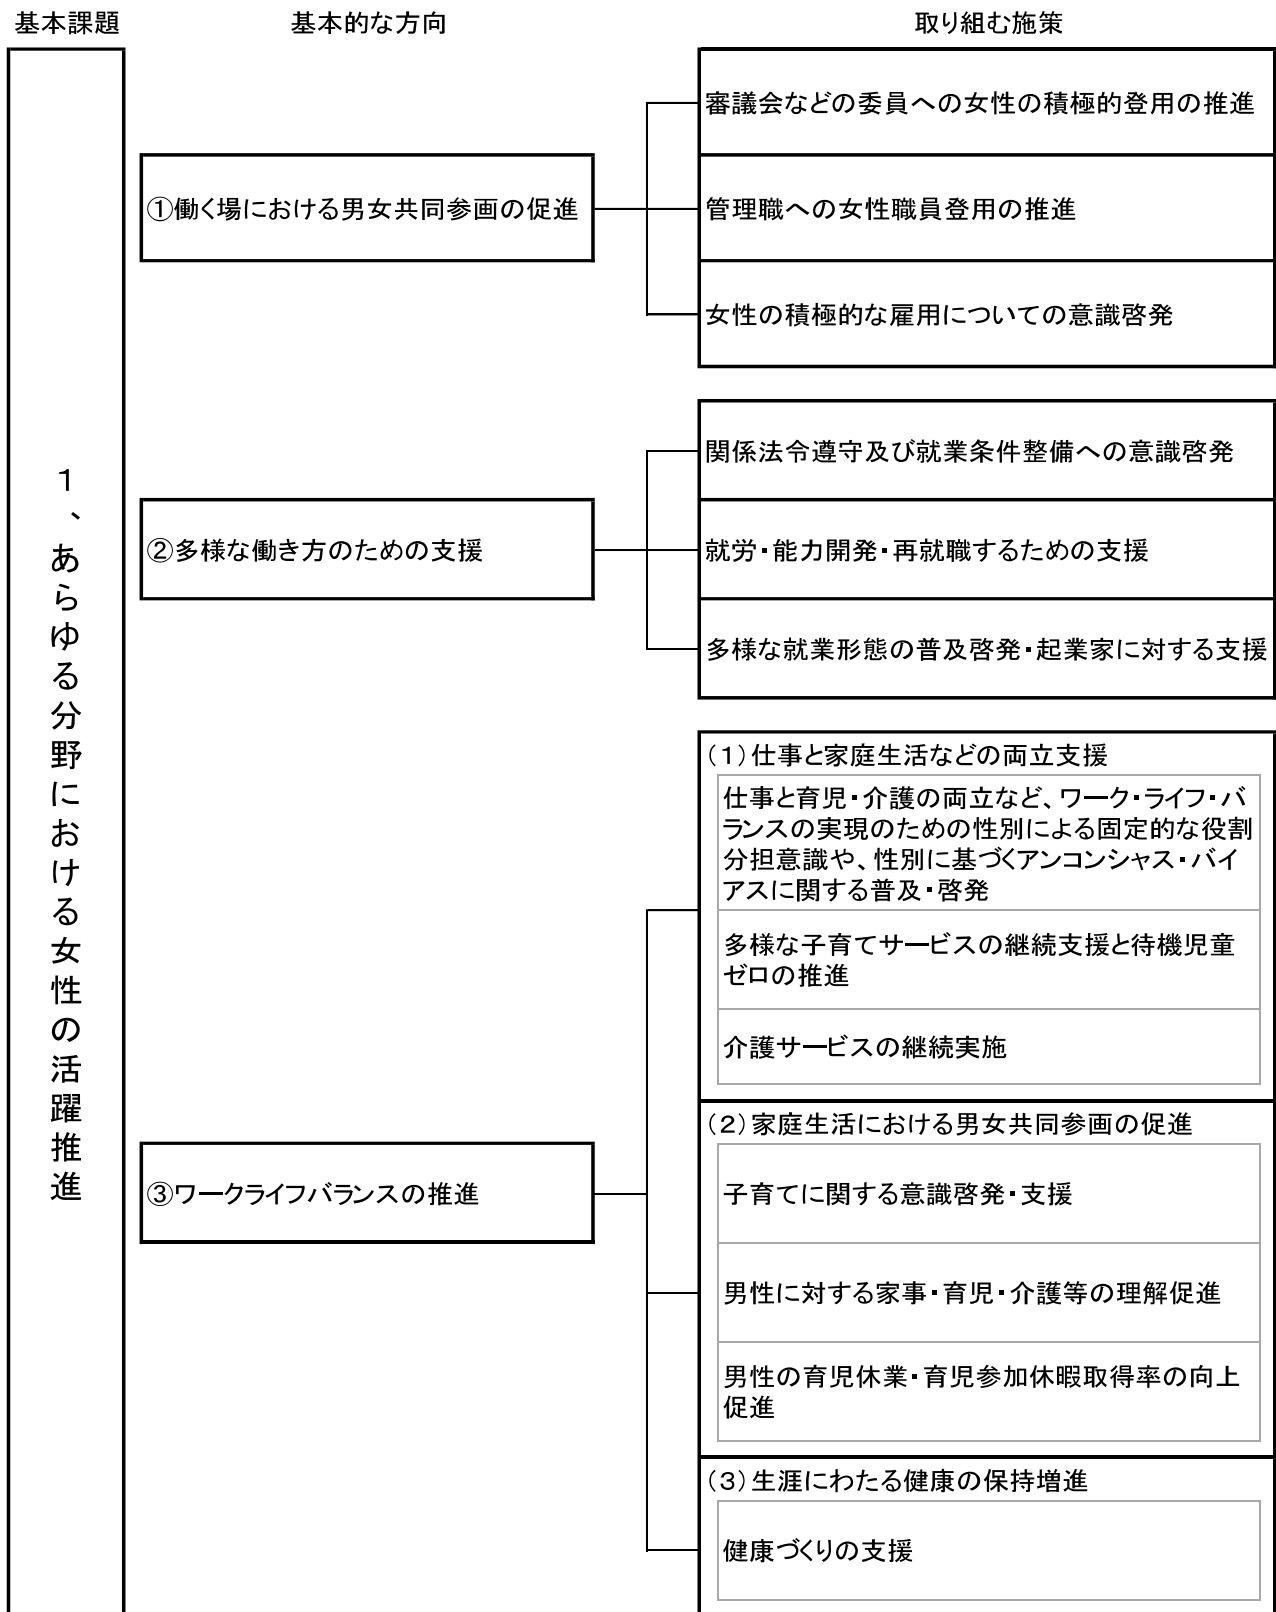 基本課題
基本的な方向
取り組む施策
1、あらゆる分野における女性の活躍推進
①働く場における男女共同参画の促進
審議会などの委員への女性の積極的登用の推進
管理職への女性職員登用の推進
女性の積極的な雇用についての意識啓発
②多様な働き方のための支援
関係法令遵守及び就業条件整備への意識啓発
就労・能力開発・再就職するための支援
多様な就業形態の普及啓発・起業家に対する支援
③ワークライフバランスの推進
(1)仕事と家庭生活などの両立支援
仕事と育児・介護の両立など、ワーク・ライフ・バ
ランスの実現のための性別による固定的な役割
分担意識や、性別に基づくアンコンシャス・バイ
アスに関する普及・啓発
多様な子育てサービスの継続支援と待機児童
ゼロの推進
介護サービスの継続実施
(2)家庭生活における男女共同参画の促進
子育てに関する意識啓発・支援
男性に対する家事・育児・介護等の理解促進
男性の育児休業・育児参加休暇取得率の向上
促進
(3)生涯にわたる健康の保持増進
健康づくりの支援